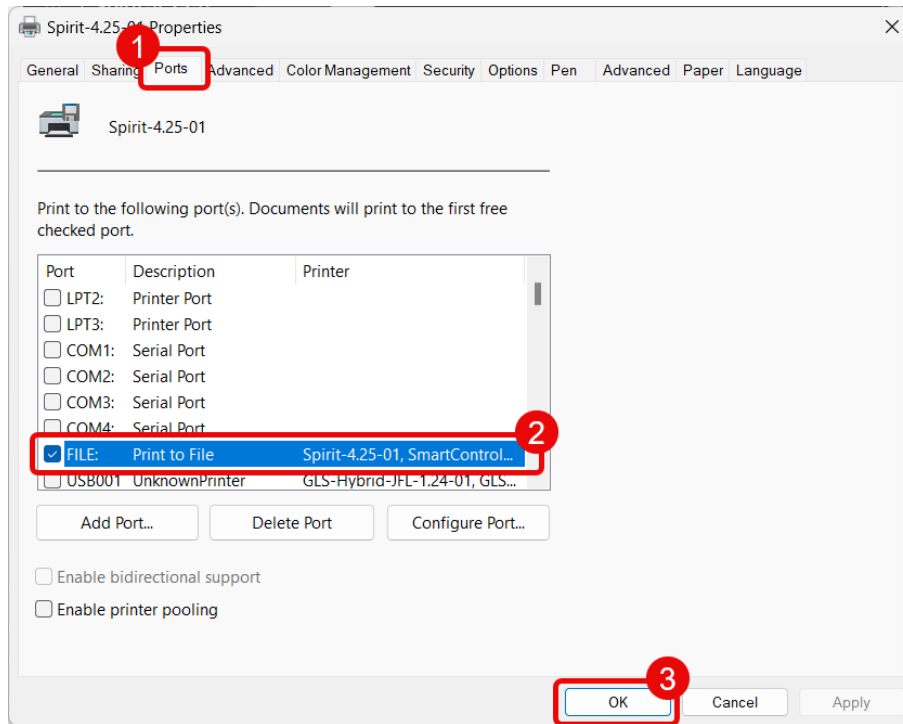 Spirit-4.25-01 Properties
1
General Sharing Ports Advanced Color Management Security Options Pen Advanced Paper Language
Spirit-4.25-01
Print to the following port(s). Documents will print to the first free
checked port.
Port Description Printer
LPT2: Printer Port
LPT3: Printer Port
COM1: Serial Port
COM2: Serial Port
COM3: Serial Port
COM4: Serial Port
2
FILE: Print to File Spirit-4.25-01, SmartControl...
USB001 UnknownPrinter GLS-Hybrid-JFL-1.24-01, GLS...
Add Port... Delete Port Configure Port...
Enable bidirectional support
Enable printer pooling
3
OK Cancel Apply